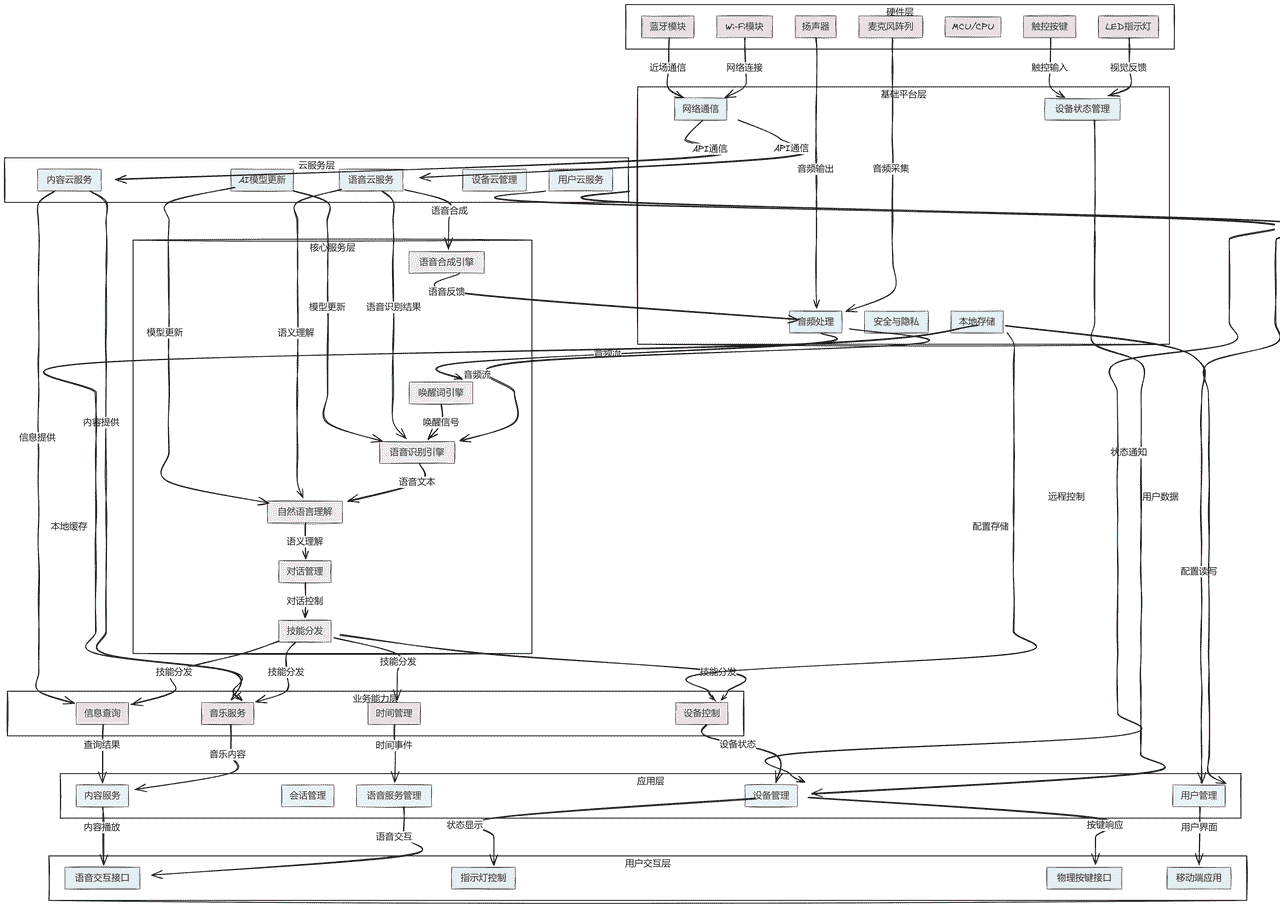 硬件层
蓝牙模块
Wi-Fi模块
扬声器
麦克风阵列
MCU/CPU
触控按键
LED指示灯
近场通信
网络连接
触控输入
视觉反馈
基础平台层
网络通信
设备状态管理
API通信
API通信
音频输出
音频采集
云服务层
内容云服务
AI模型更新
语音云服务
设备云管理
用户云服务
语音合成
核心服务层
语音合成引擎
语音反馈
模型更新
语音识别结果
模型更新
语义理解
音频处理
安全与隐私
本地存储
音频流
音频流
唤醒词引擎
唤醒信号
信息提供
内容提供
语音识别引擎
状态通知
语音文本
远程控制
用户数据
自然语言理解
本地缓存
配置存储
语义理解
对话管理
配置读写
对话控制
技能分发
技能分发
技能分发
技能分发
技能分发
业务能力层
信息查询
音乐服务
时间管理
设备控制
查询结果
音乐内容
时间事件
设备状态
应用层
内容服务
会话管理
语音服务管理
设备管理
用户管理
内容播放
语音交互
状态显示
按键响应
用户界面
用户交互层
语音交互接口
指示灯控制
物理按键接口
移动端应用